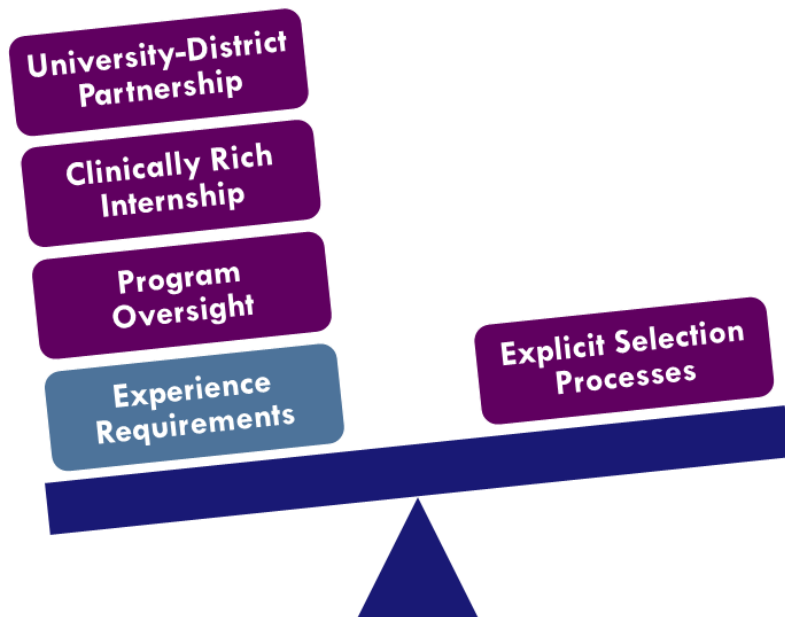 University-District
Partnership
Clinically Rich
Internship
Program
Oversight
Experience
Requirements
Explicit Selection
Processes